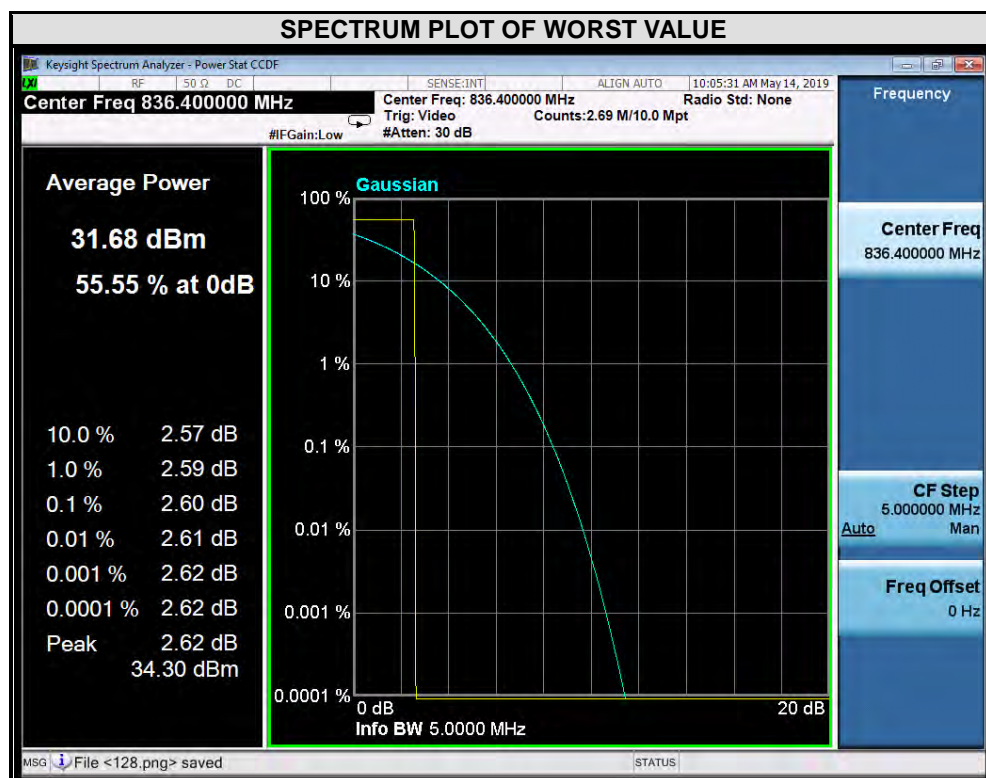 SPECTRUM PLOT OF WORST VALUE
Keysight Spectrum Analyzer - Power Stat CCDF
LXI RF 50 Ω DC SENSE:INT ALIGN AUTO 10:05:31 AM May 14, 2019
Center Freq 836.400000 MHz
Center Freq: 836.400000 MHz Radio Std: None
Trig: Video Counts:2.69 M/10.0 Mpt
#IFGain:Low #Atten: 30 dB
Frequency
Average Power
31.68 dBm
55.55 % at 0dB
10.0 % 2.57 dB
1.0 % 2.59 dB
0.1 % 2.60 dB
0.01 % 2.61 dB
0.001 % 2.62 dB
0.0001 % 2.62 dB
Peak 2.62 dB
34.30 dBm
Gaussian
100 %
10 %
1 %
0.1 %
0.01 %
0.001 %
0.0001 %
0 dB 20 dB
Info BW 5.0000 MHz
Center Freq
836.400000 MHz
CF Step
5.000000 MHz
Auto Man
Freq Offset
0 Hz
MSG File <128.png> saved STATUS